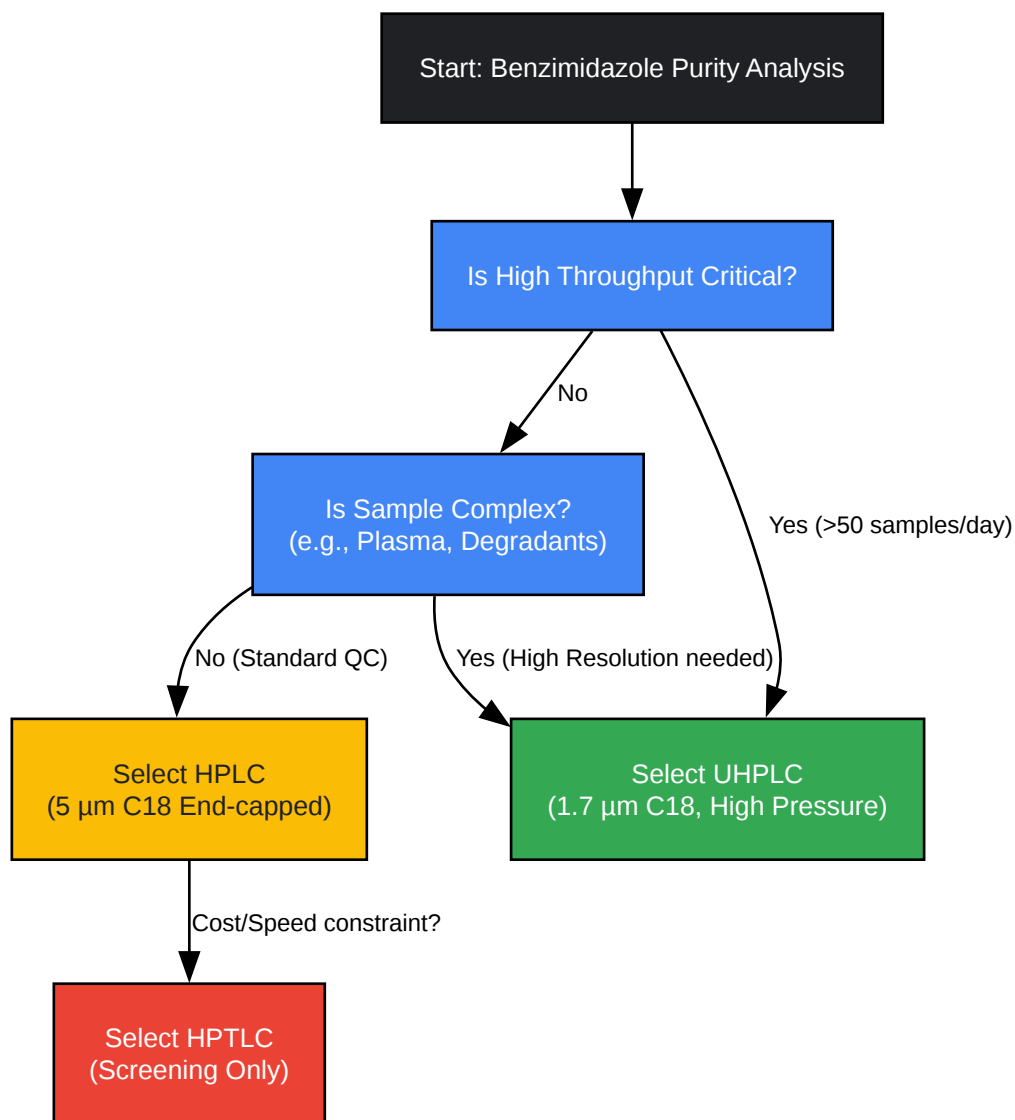 Start: Benzimidazole Purity Analysis
Is High Throughput Critical?
No
Is Sample Complex?
(e.g., Plasma, Degradants)
Yes (>50 samples/day)
No (Standard QC)
Yes (High Resolution needed)
Select HPLC
(5 µm C18 End-capped)
Select UHPLC
(1.7 µm C18, High Pressure)
Cost/Speed constraint?
Select HPTLC
(Screening Only)